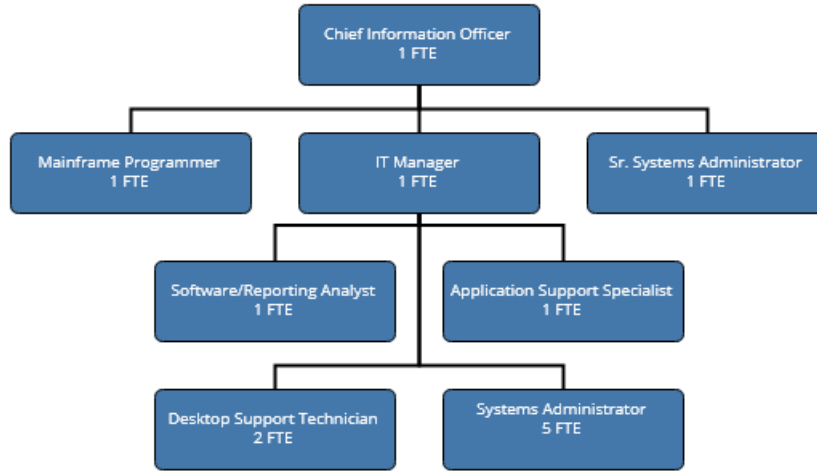 Chief Information Officer
1 FTE
Mainframe Programmer
1 FTE
IT Manager
1 FTE
Sr. Systems Administrator
1 FTE
Software/Reporting Analyst
1 FTE
Application Support Specialist
1 FTE
Desktop Support Technician
2 FTE
Systems Administrator
5 FTE